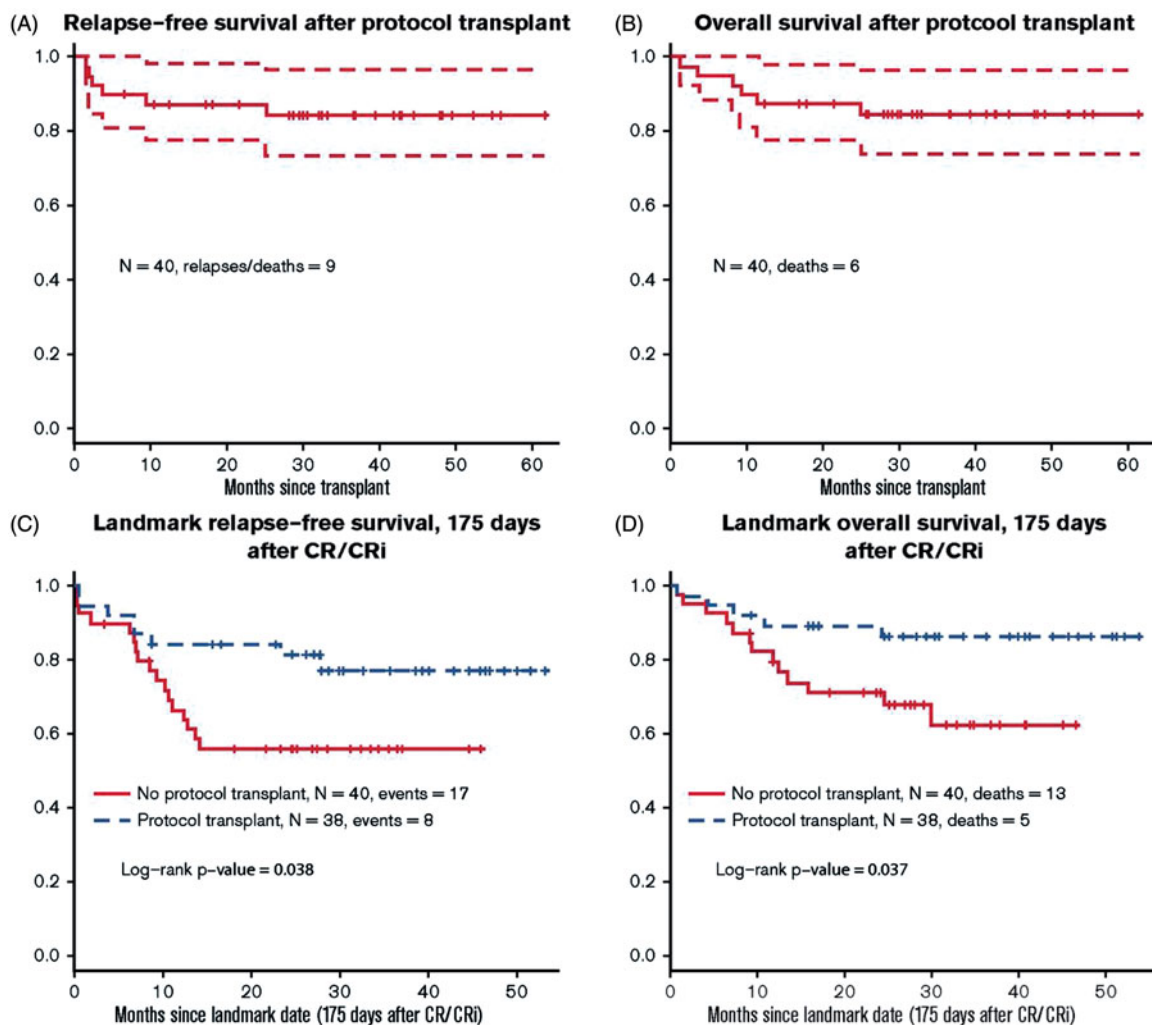 (A) Relapse–free survival after protocol transplant
1.0
0.8
0.6
0.4
0.2
0.0
N = 40, relapses/deaths = 9
0 10 20 30 40 50 60
Months since transplant
(B) Overall survival after protcool transplant
1.0
0.8
0.6
0.4
0.2
0.0
N = 40, deaths = 6
0 10 20 30 40 50 60
Months since transplant
(C) Landmark relapse–free survival, 175 days
after CR/CRi
1.0
0.8
0.6
0.4
0.2
0.0
No protocol transplant, N = 40, events = 17
Protocol transplant, N = 38, events = 8
Log–rank p–value = 0.038
0 10 20 30 40 50
Months since landmark date (175 days after CR/CRi)
(D) Landmark overall survival, 175 days
after CR/CRi
1.0
0.8
0.6
0.4
0.2
0.0
No protocol transplant, N = 40, deaths = 13
Protocol transplant, N = 38, deaths = 5
Log–rank p–value = 0.037
0 10 20 30 40 50
Months since landmark date (175 days after CR/CRi)